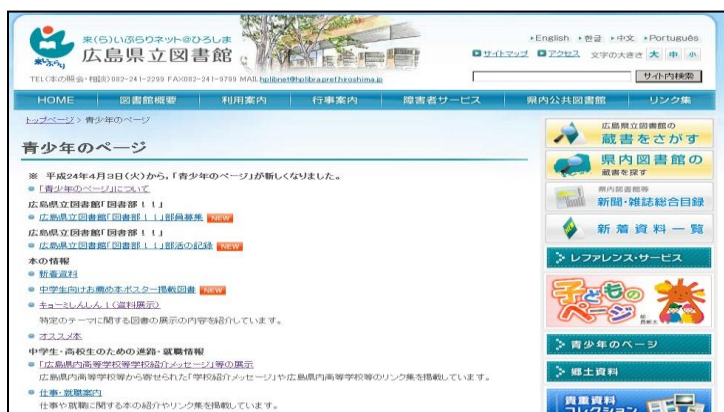 来(ら)いぶらりネット@ひろしま
広島県立図書館
来・ぶらり
TEL(本の照会・相談)082-241-2299 FAX082-241-9799 MAIL hplibnet@hplibra.pref.hiroshima.jp
English 한글 中文 Português
サイトマップ アクセス 文字の大きさ 大 中 小
サイト内検索
HOME 図書館概要 利用案内 行事案内 障害者サービス 県内公共図書館 リンク集
トップページ > 青少年のページ
青少年のページ
※ 平成24年4月3日(火)から,「青少年のページ」が新しくなりました。
「青少年のページ」について
広島県立図書館「図書部！！」
広島県立図書館「図書部！！」部員募集 NEW
広島県立図書館「図書部！！」
広島県立図書館「図書部！！」部活の記録 NEW
本の情報
新着資料
中学生向けお薦め本ポスター掲載図書 NEW
キョーミしんしん！(資料展示)
特定のテーマに関する図書の展示の内容を紹介しています。
オススメ本
中学生・高校生のための進路・就職情報
「広島県内高等学校等学校紹介メッセージ」等の展示
広島県内高等学校等から寄せられた「学校紹介メッセージ」や広島県内高等学校等のリンク集を掲載しています。
仕事・就職案内
仕事や就職に関する本の紹介やリンク集を掲載しています。
広島県立図書館の
蔵書をさがす
県内図書館の
蔵書を探す
県内図書館等
新聞・雑誌総合目録
新着資料一覧
レファレンス・サービス
子どものページ
青少年のページ
郷土資料
貴重資料
コレクション